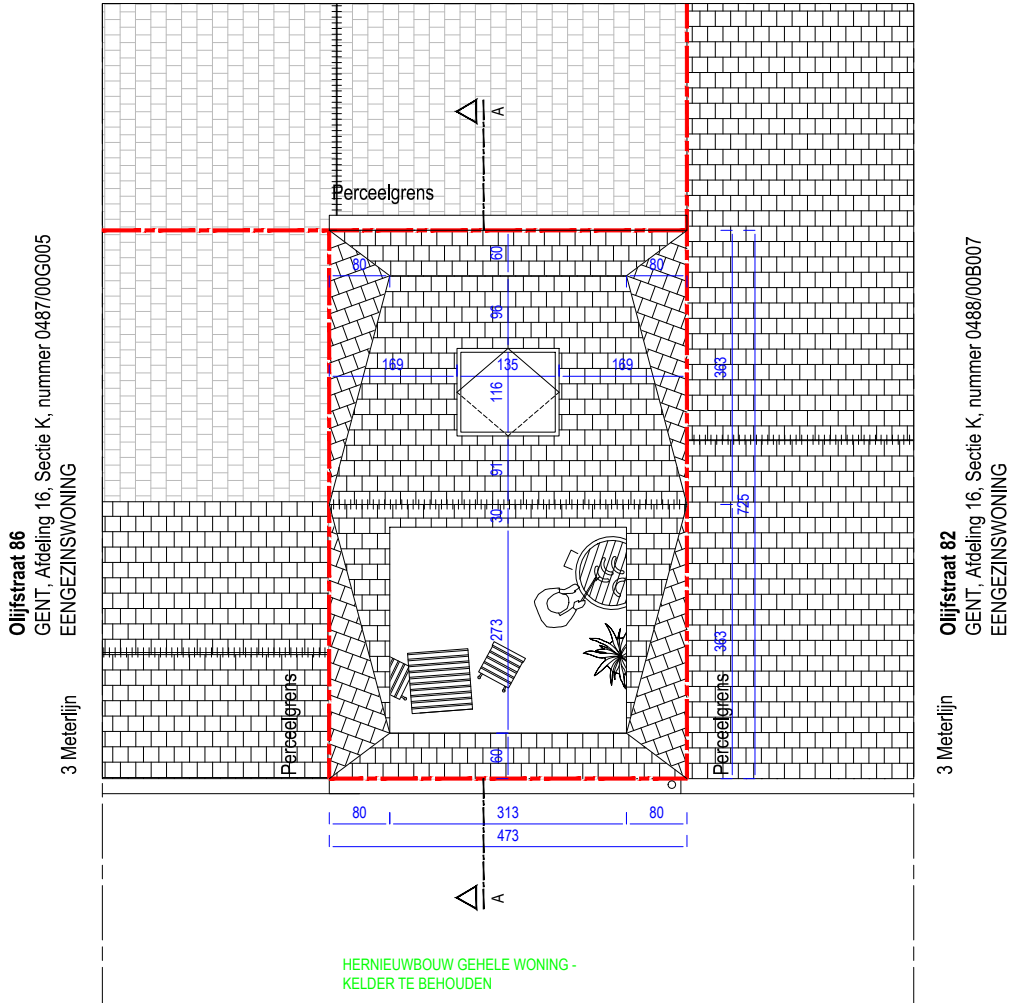 A
Perceelgrens
60
80
80
96
169
135
169
363
116
91
725
30
273
363
Perceelgrens
Perceelgrens
60
80
313
80
473
A
Olijfstraat 86
GENT, Afdeling 16, Sectie K, nummer 0487/00G005
EENGEZINSWONING
3 Meterlijn
Olijfstraat 82
GENT, Afdeling 16, Sectie K, nummer 0488/00B007
EENGEZINSWONING
3 Meterlijn
HERNIEUWBOUW GEHELE WONING -
KELDER TE BEHOUDEN